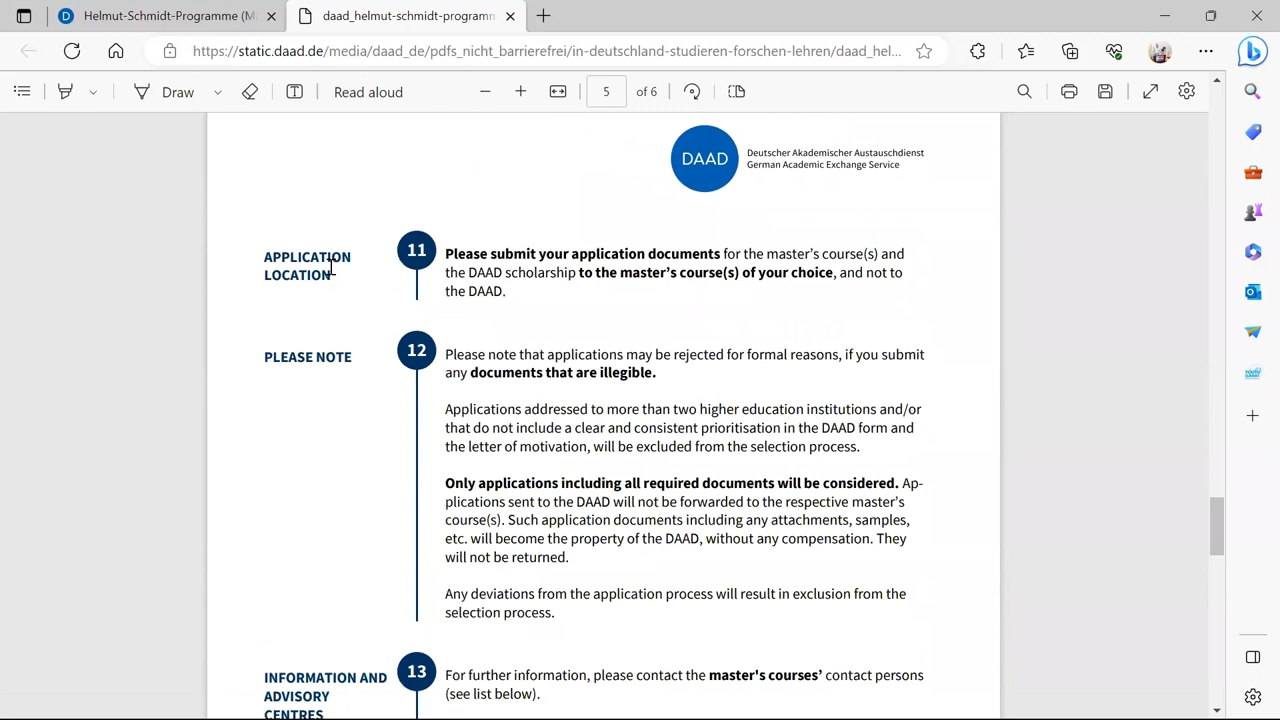 Helmut-Schmidt-Programme (Ma
daad_helmut-schmidt-programm
https://static.daad.de/media/daad_de/pdfs_nicht_barrierefrei/in-deutschland-studieren-forschen-lehren/daad_hel...
Draw
Read aloud
5
of 6
DAAD
Deutscher Akademischer Austauschdienst
German Academic Exchange Service
APPLICATION
LOCATION
11
Please submit your application documents for the master's course(s) and
the DAAD scholarship to the master's course(s) of your choice, and not to
the DAAD.
PLEASE NOTE
12
Please note that applications may be rejected for formal reasons, if you submit
any documents that are illegible.
Applications addressed to more than two higher education institutions and/or
that do not include a clear and consistent prioritisation in the DAAD form and
the letter of motivation, will be excluded from the selection process.
Only applications including all required documents will be considered. Ap-
plications sent to the DAAD will not be forwarded to the respective master's
course(s). Such application documents including any attachments, samples,
etc. will become the property of the DAAD, without any compensation. They
will not be returned.
Any deviations from the application process will result in exclusion from the
selection process.
INFORMATION AND
ADVISORY
CENTRES
13
For further information, please contact the master's courses' contact persons
(see list below).